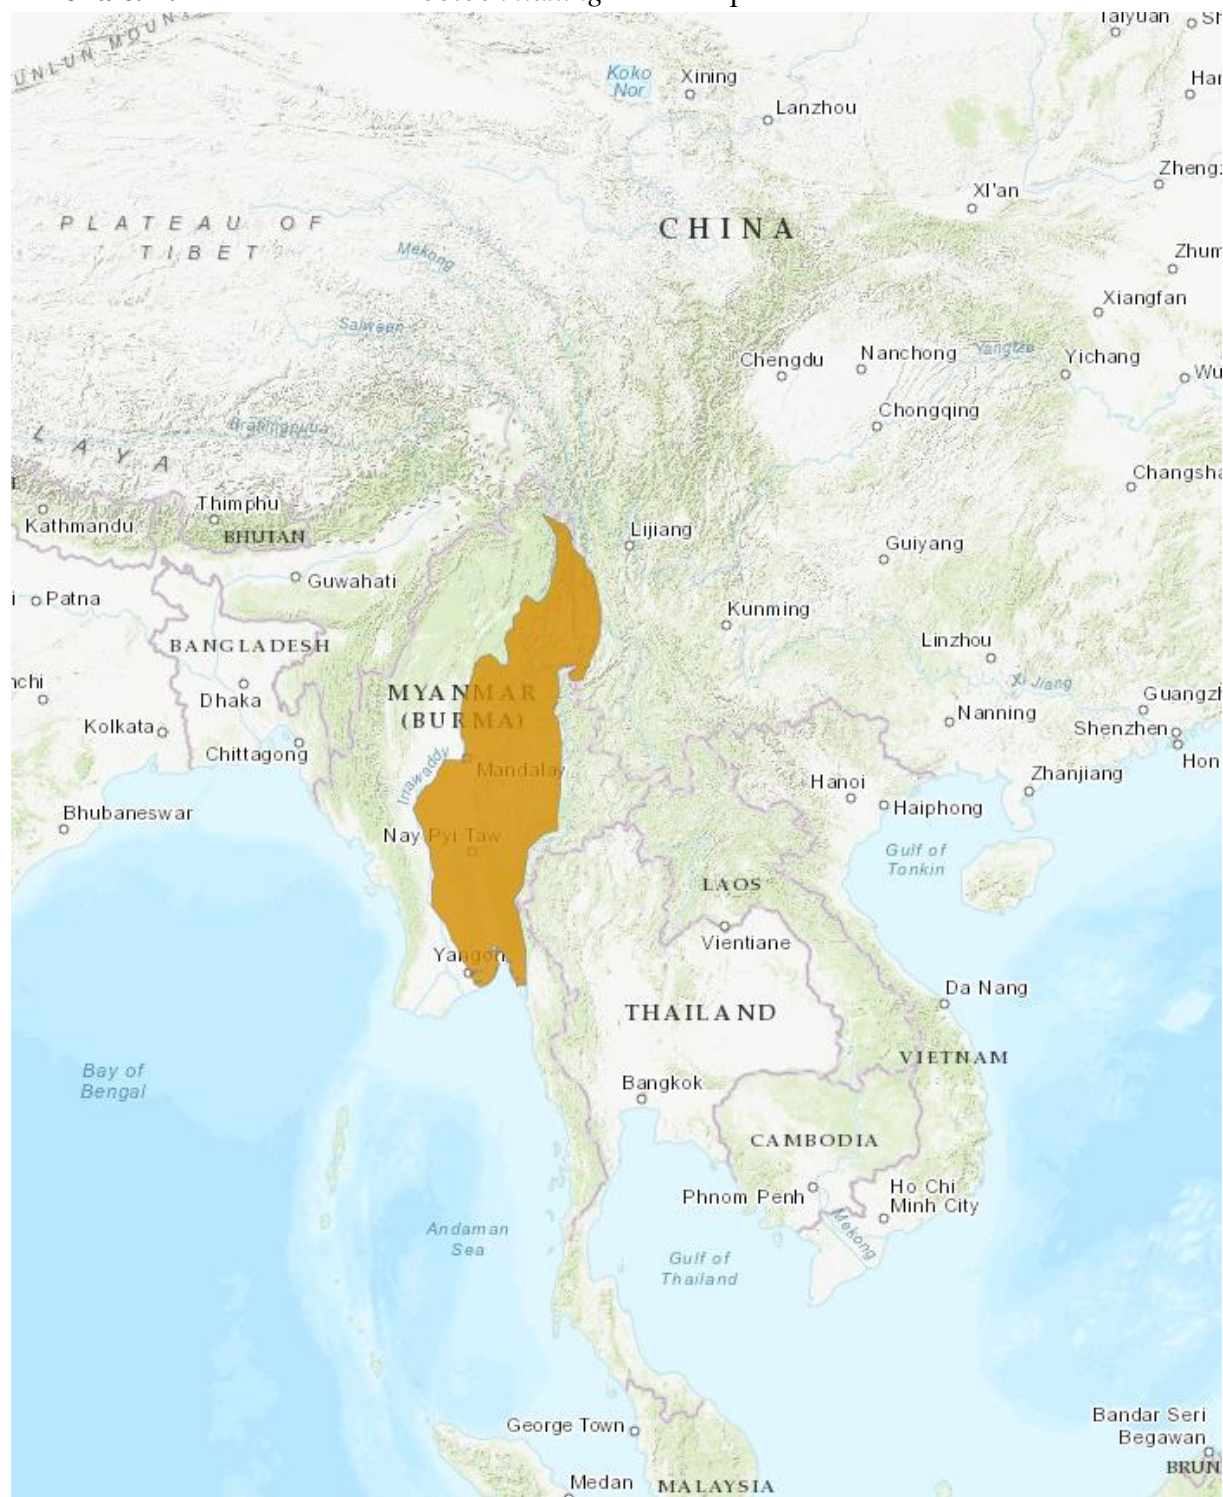 Taiyuan
UNLUN MOUN
Koko
Nor
Xining
Lanzhou
Zheng
XI'an
PLATEAU OF
TIBET
CHINA
Mekong
Zhum
Xiangfan
Salween
Chengdu
Nanchong
Yangtze
Yichang
Wu
Chongqing
Brahmaputra
LAYA
Changsha
Thimphu
Kathmandu
BHUTAN
Lijiang
Guiyang
Guwahati
Patna
Kunming
BANGLADESH
Linzhou
Xi Jiang
Dhaka
MYANMAR
(BURMA)
Guangzh
Kolkata
Nanning
Shenzhen
Chittagong
Hon
Irrawaddy
Mandalay
Hanoi
Zhanjiang
Bhubaneswar
Haiphong
Nay Pyi Taw
Gulf of
Tonkin
LAOS
Yangon
Vientiane
Da Nang
THAILAND
VIETNAM
Bay of
Bengal
Bangkok
CAMBODIA
Phnom Penh
Ho Chi
Minh City
Mekong
Andaman
Sea
Gulf of
Thailand
George Town
Bandar Seri
Begawan
BRUN
Medan
MALAYSIA